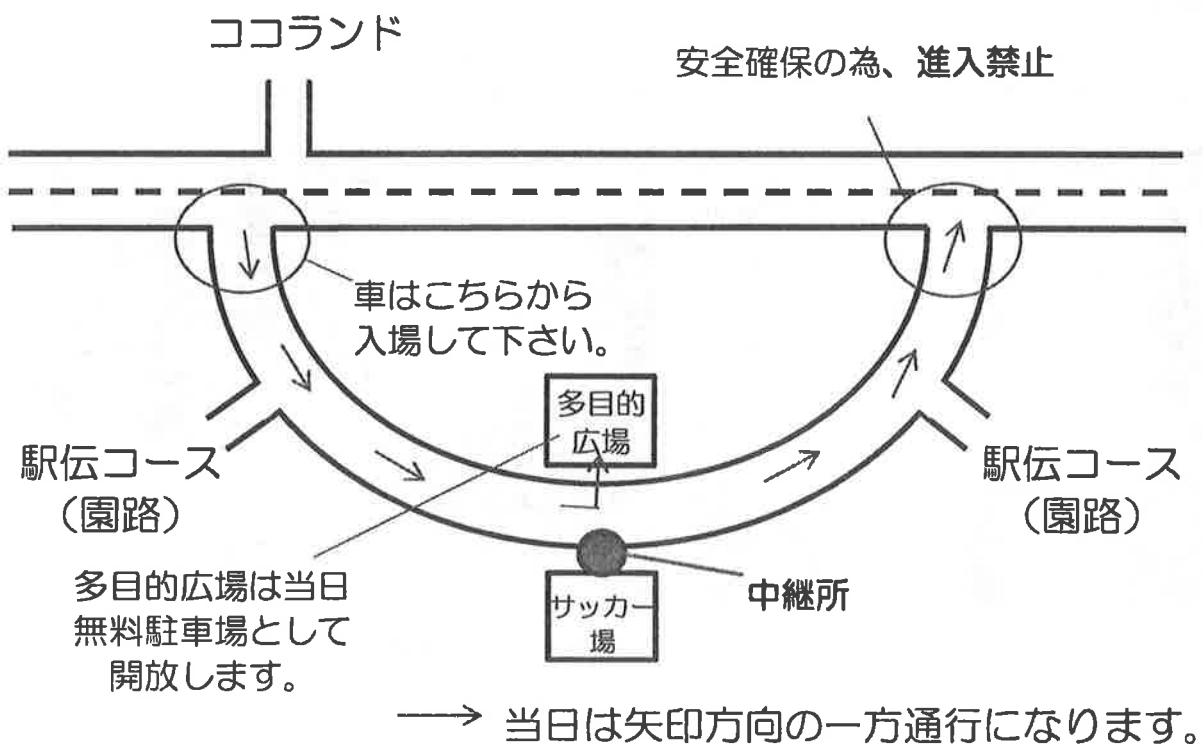 ココランド
安全確保の為、進入禁止
車はこちらから
入場して下さい。
多目的
広場
駅伝コース
(園路)
駅伝コース
(園路)
多目的広場は当日
無料駐車場として
開放します。
中継所
サッカー
場
当日は矢印方向の一方通行になります。